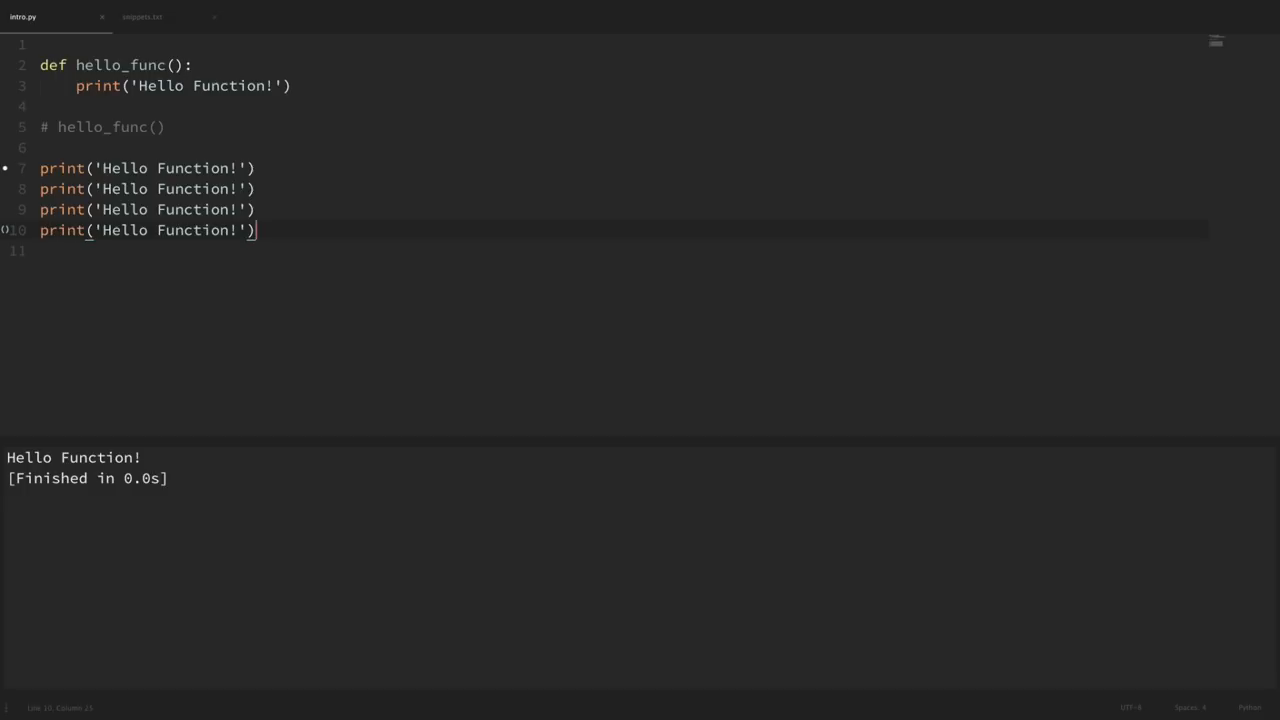 intro.py × snippets.txt ×
1
2 def hello_func():
3     print('Hello Function!')
4
5 # hello_func()
6
7 print('Hello Function!')
8 print('Hello Function!')
9 print('Hello Function!')
10 print('Hello Function!')
11
Hello Function!
[Finished in 0.0s]
Line 10, Column 25 UTF-8 Spaces: 4 Python